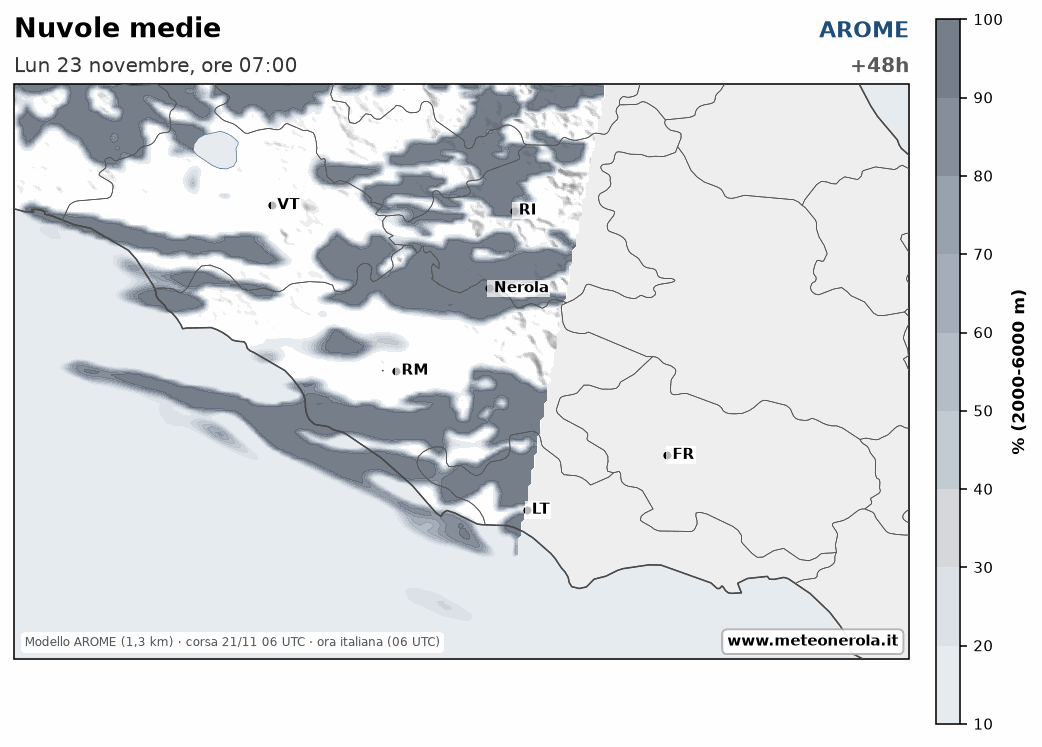 Nuvole medie
AROME
Lun 23 novembre, ore 07:00
+48h
VT
RI
Nerola
RM
FR
LT
Modello AROME (1,3 km) · corsa 21/11 06 UTC · ora italiana (06 UTC)
www.meteonerola.it
100
90
80
70
60
50
40
30
20
10
% (2000-6000 m)